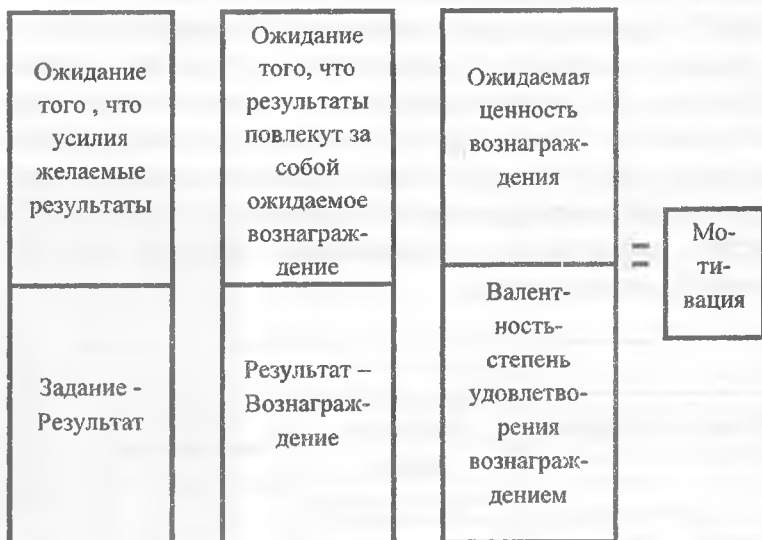 Ожидание
того , что
усилия
желаемые
результаты
Задание -
Результат
Ожидание
того, что
результаты
повлекут за
собой
ожидаемое
вознаграж-
дение
Результат –
Вознаграж-
дение
Ожидаемая
ценность
вознаграж-
дения
Валент-
ность-
степень
удовлетво-
рения
вознаграж-
дением
=
Мо-
ти-
вация